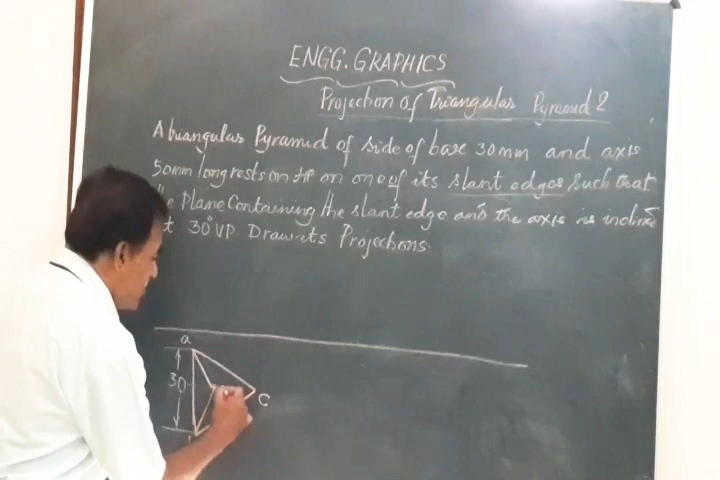 ENGG. GRAPHICS
Projection of Triangular Pyramid 2
A triangular Pyramid of side of base 30mm and axis
50mm long rests on HP on one of its slant edges such that
the Plane Containing the slant edge and the axis is inclined
at 30° VP. Draw its Projections.
a
30
C